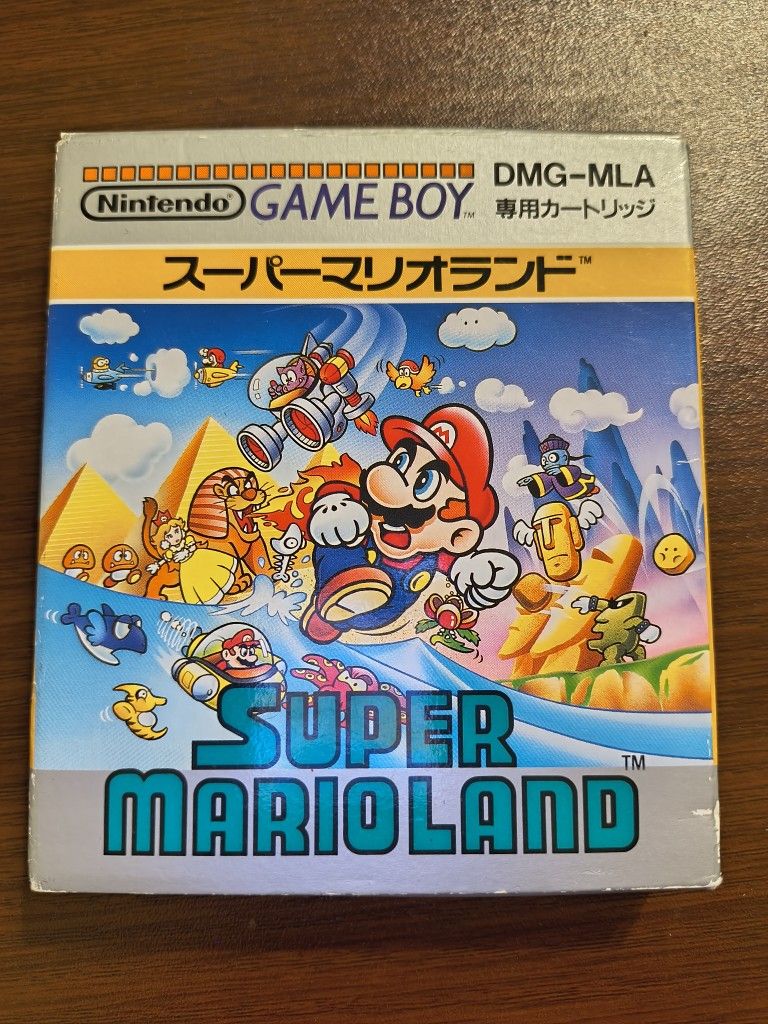 Nintendo® GAME BOY™ DMG-MLA
専用カートリッジ
スーパーマリオランド™
M
SUPER
MARIOLAND™